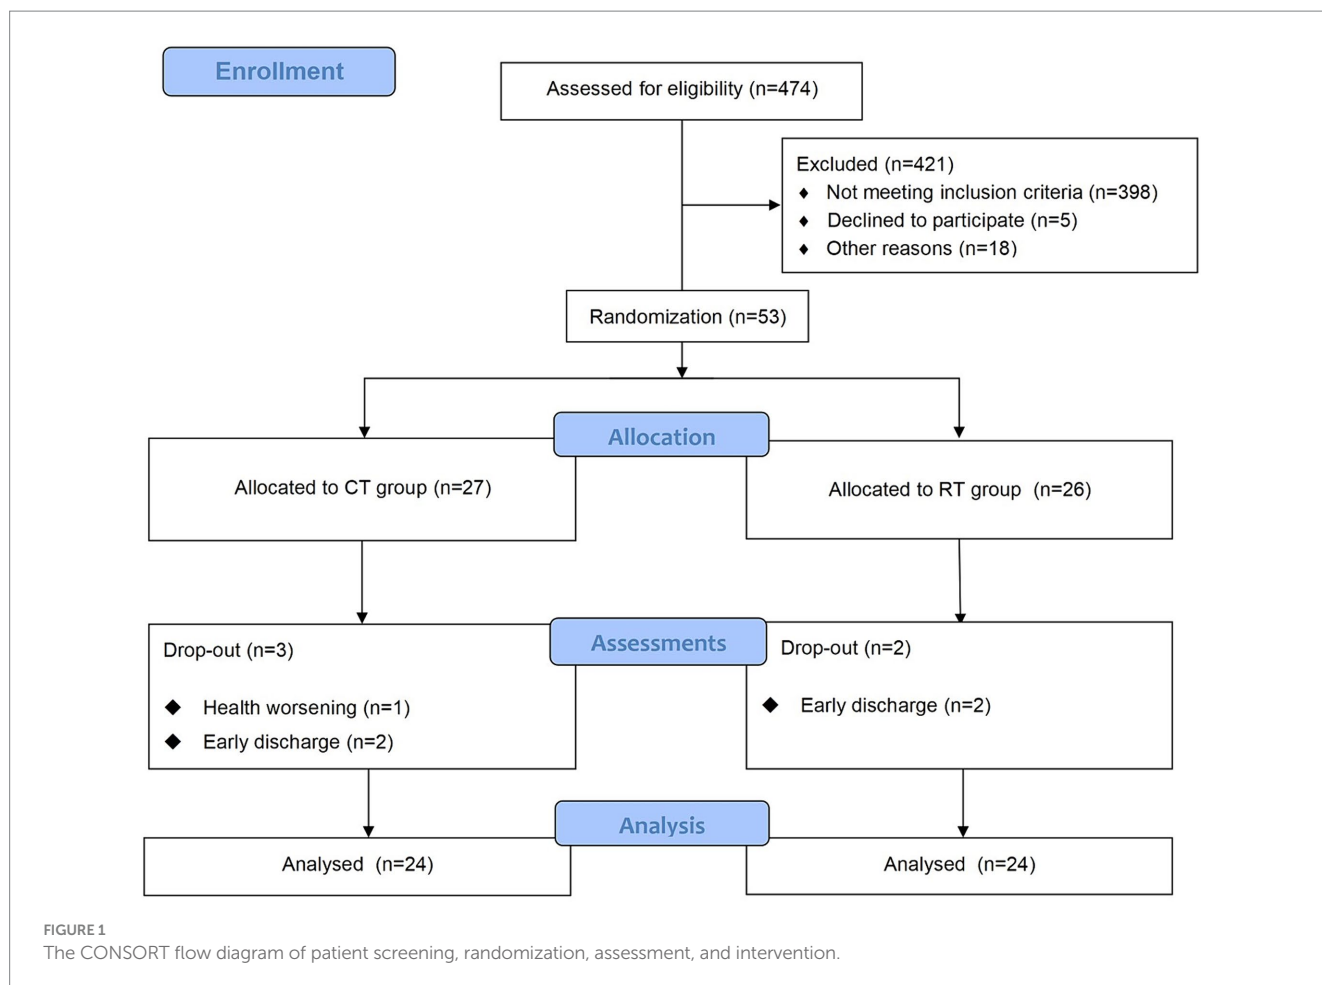 Enrollment
Assessed for eligibility (n=474)
Excluded (n=421)
♦ Not meeting inclusion criteria (n=398)
♦ Declined to participate (n=5)
♦ Other reasons (n=18)
Randomization (n=53)
Allocation
Allocated to CT group (n=27)
Allocated to RT group (n=26)
Assessments
Drop-out (n=3)
◆ Health worsening (n=1)
◆ Early discharge (n=2)
Drop-out (n=2)
◆ Early discharge (n=2)
Analysis
Analysed (n=24)
Analysed (n=24)
FIGURE 1
The CONSORT flow diagram of patient screening, randomization, assessment, and intervention.